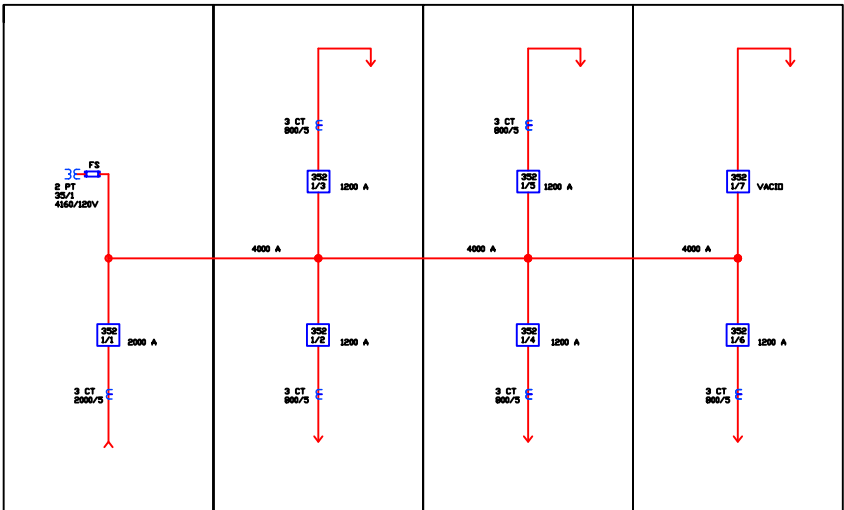 FS
2 PT
35/1
4160/120V
352
1/1
2000 A
3 CT
2000/5
3 CT
800/5
352
1/3
1200 A
4000 A
352
1/2
1200 A
3 CT
800/5
3 CT
800/5
352
1/5
1200 A
4000 A
352
1/4
1200 A
3 CT
800/5
352
1/7
VACIO
4000 A
352
1/6
1200 A
3 CT
800/5